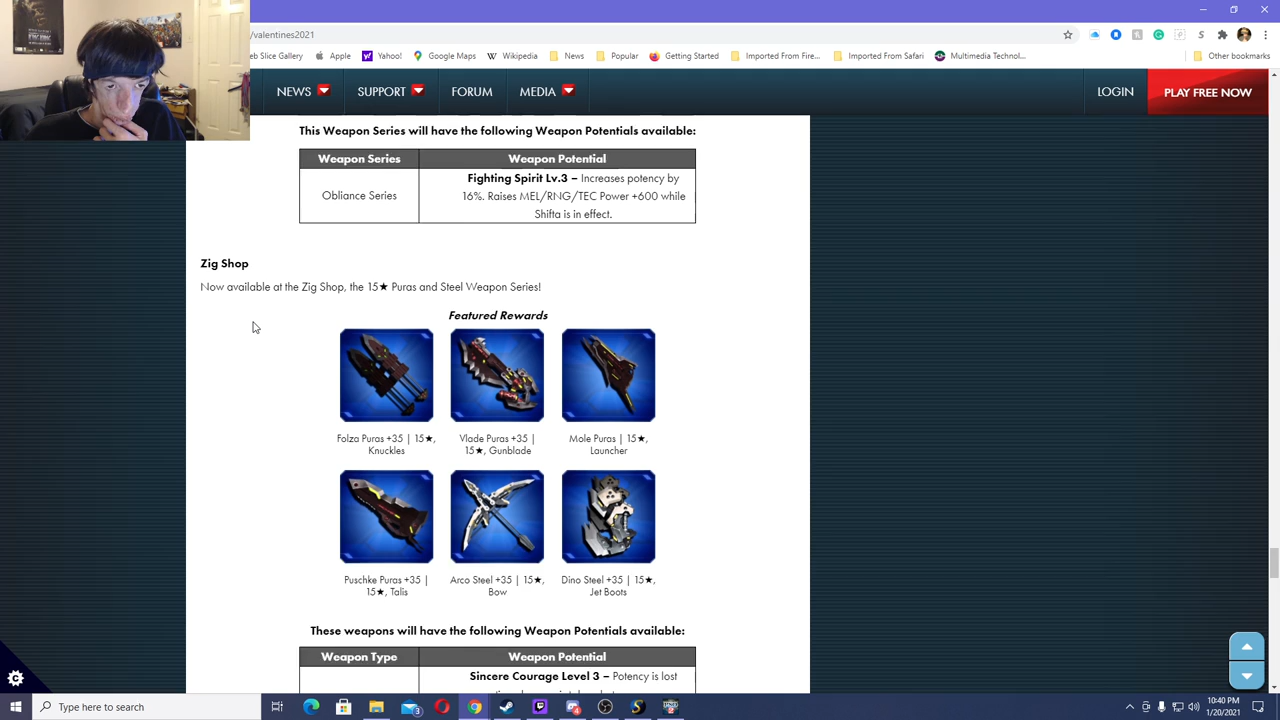 /valentines2021
eb Slice Gallery Apple Yahoo! Google Maps Wikipedia News Popular Getting Started Imported From Fire... Imported From Safari Multimedia Technol... Other bookmarks
NEWS SUPPORT FORUM MEDIA LOGIN PLAY FREE NOW
This Weapon Series will have the following Weapon Potentials available:
Weapon Series Weapon Potential
Fighting Spirit Lv.3 – Increases potency by
Obliance Series 16%. Raises MEL/RNG/TEC Power +600 while
Shifta is in effect.
Zig Shop
Now available at the Zig Shop, the 15★ Puras and Steel Weapon Series!
Featured Rewards
Folza Puras +35 | 15★, Vlade Puras +35 | Mole Puras | 15★,
Knuckles 15★, Gunblade Launcher
Puschke Puras +35 | Arco Steel +35 | 15★, Dino Steel +35 | 15★,
15★, Talis Bow Jet Boots
These weapons will have the following Weapon Potentials available:
Weapon Type Weapon Potential
Sincere Courage Level 3 – Potency is lost
Type here to search
10:40 PM
1/20/2021